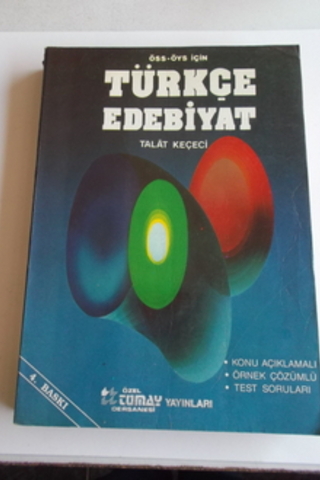 ÖSS-ÖYS İÇİN
TÜRKÇE
EDEBİYAT
TALÂT KEÇECİ
• KONU AÇIKLAMALI
• ÖRNEK ÇÖZÜMLÜ
• TEST SORULARI
4. BASKI
ÖZEL
TÜMAY YAYINLARI
DERSANESİ